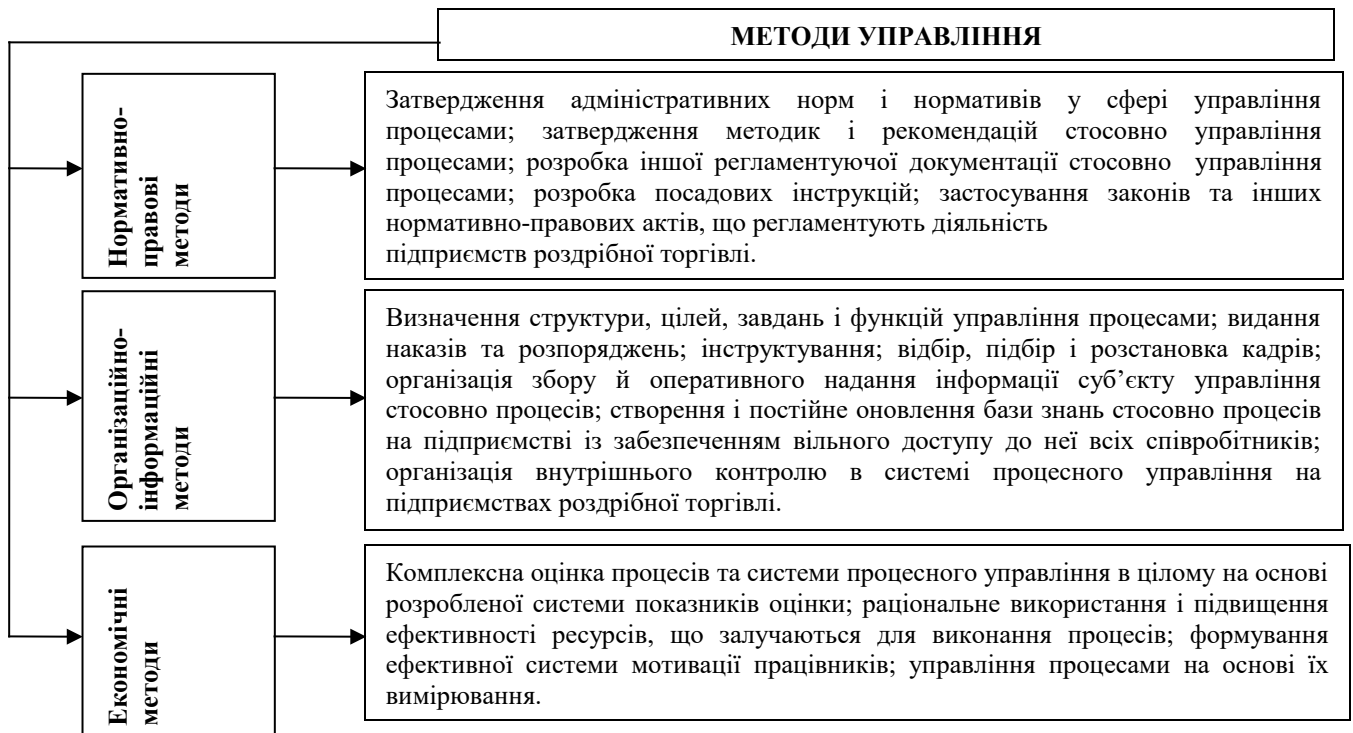 МЕТОДИ УПРАВЛІННЯ
Нормативно-
правові
методи
Затвердження адміністративних норм і нормативів у сфері управління
процесами; затвердження методик і рекомендацій стосовно управління
процесами; розробка іншої регламентуючої документації стосовно управління
процесами; розробка посадових інструкцій; застосування законів та інших
нормативно-правових актів, що регламентують діяльність
підприємств роздрібної торгівлі.
Організаційно-
інформаційні
методи
Визначення структури, цілей, завдань і функцій управління процесами; видання
наказів та розпоряджень; інструктування; відбір, підбір і розстановка кадрів;
організація збору й оперативного надання інформації суб’єкту управління
стосовно процесів; створення і постійне оновлення бази знань стосовно процесів
на підприємстві із забезпеченням вільного доступу до неї всіх співробітників;
організація внутрішнього контролю в системі процесного управління на
підприємствах роздрібної торгівлі.
Економічні
методи
Комплексна оцінка процесів та системи процесного управління в цілому на основі
розробленої системи показників оцінки; раціональне використання і підвищення
ефективності ресурсів, що залучаються для виконання процесів; формування
ефективної системи мотивації працівників; управління процесами на основі їх
вимірювання.